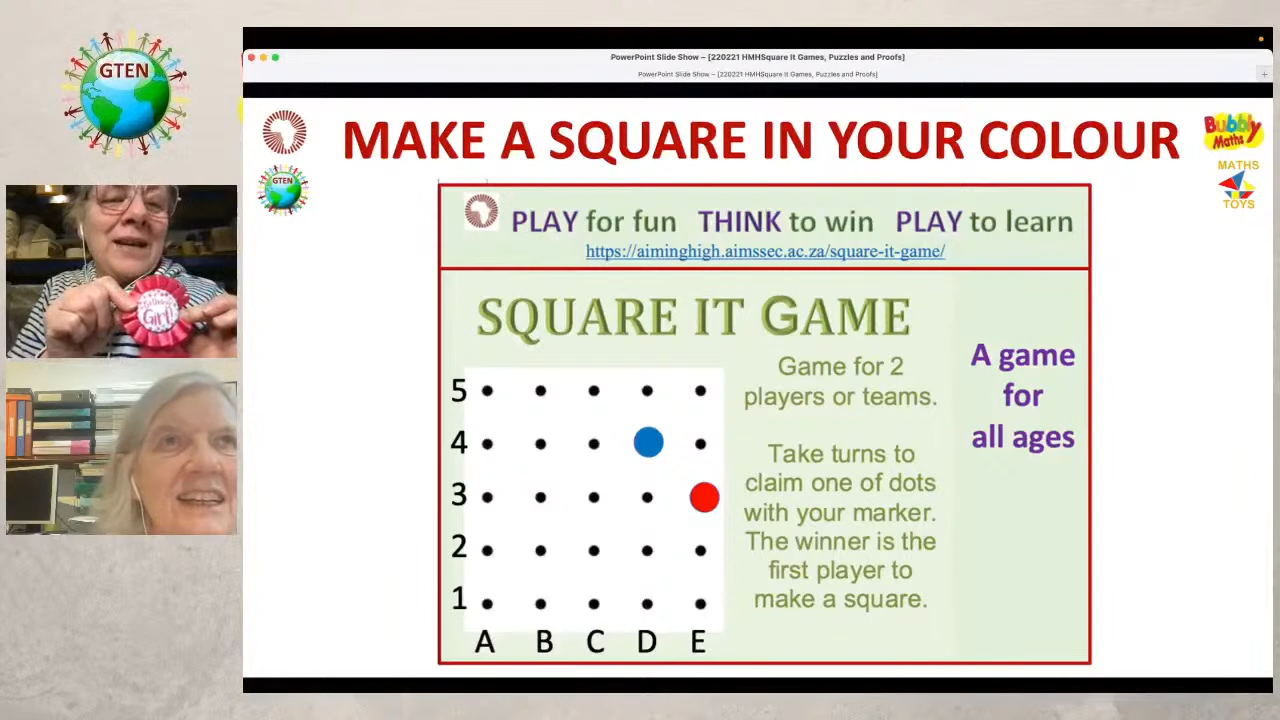 GTEN
PowerPoint Slide Show – [220221 HMHSquare It Games, Puzzles and Proofs]
PowerPoint Slide Show – [220221 HMHSquare It Games, Puzzles and Proofs]
MAKE A SQUARE IN YOUR COLOUR
GTEN
Bubbly
Maths
MATHS
TOYS
PLAY for fun THINK to win PLAY to learn
https://aiminghigh.aimssec.ac.za/square-it-game/
SQUARE IT GAME
Game for 2
players or teams.
Take turns to
claim one of dots
with your marker.
The winner is the
first player to
make a square.
A game
for
all ages
5
4
3
2
1
A B C D E
Girl!